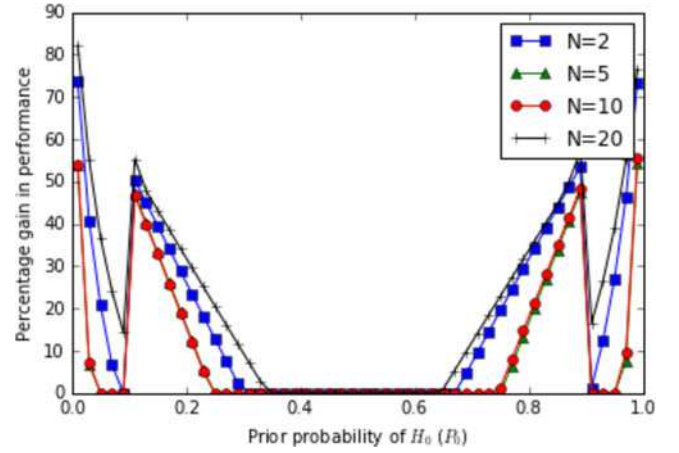 90
80
70
60
50
40
30
20
10
0
Percentage gain in performance
N=2
N=5
N=10
N=20
0.0 0.2 0.4 0.6 0.8 1.0
Prior probability of H₀ (P₀)